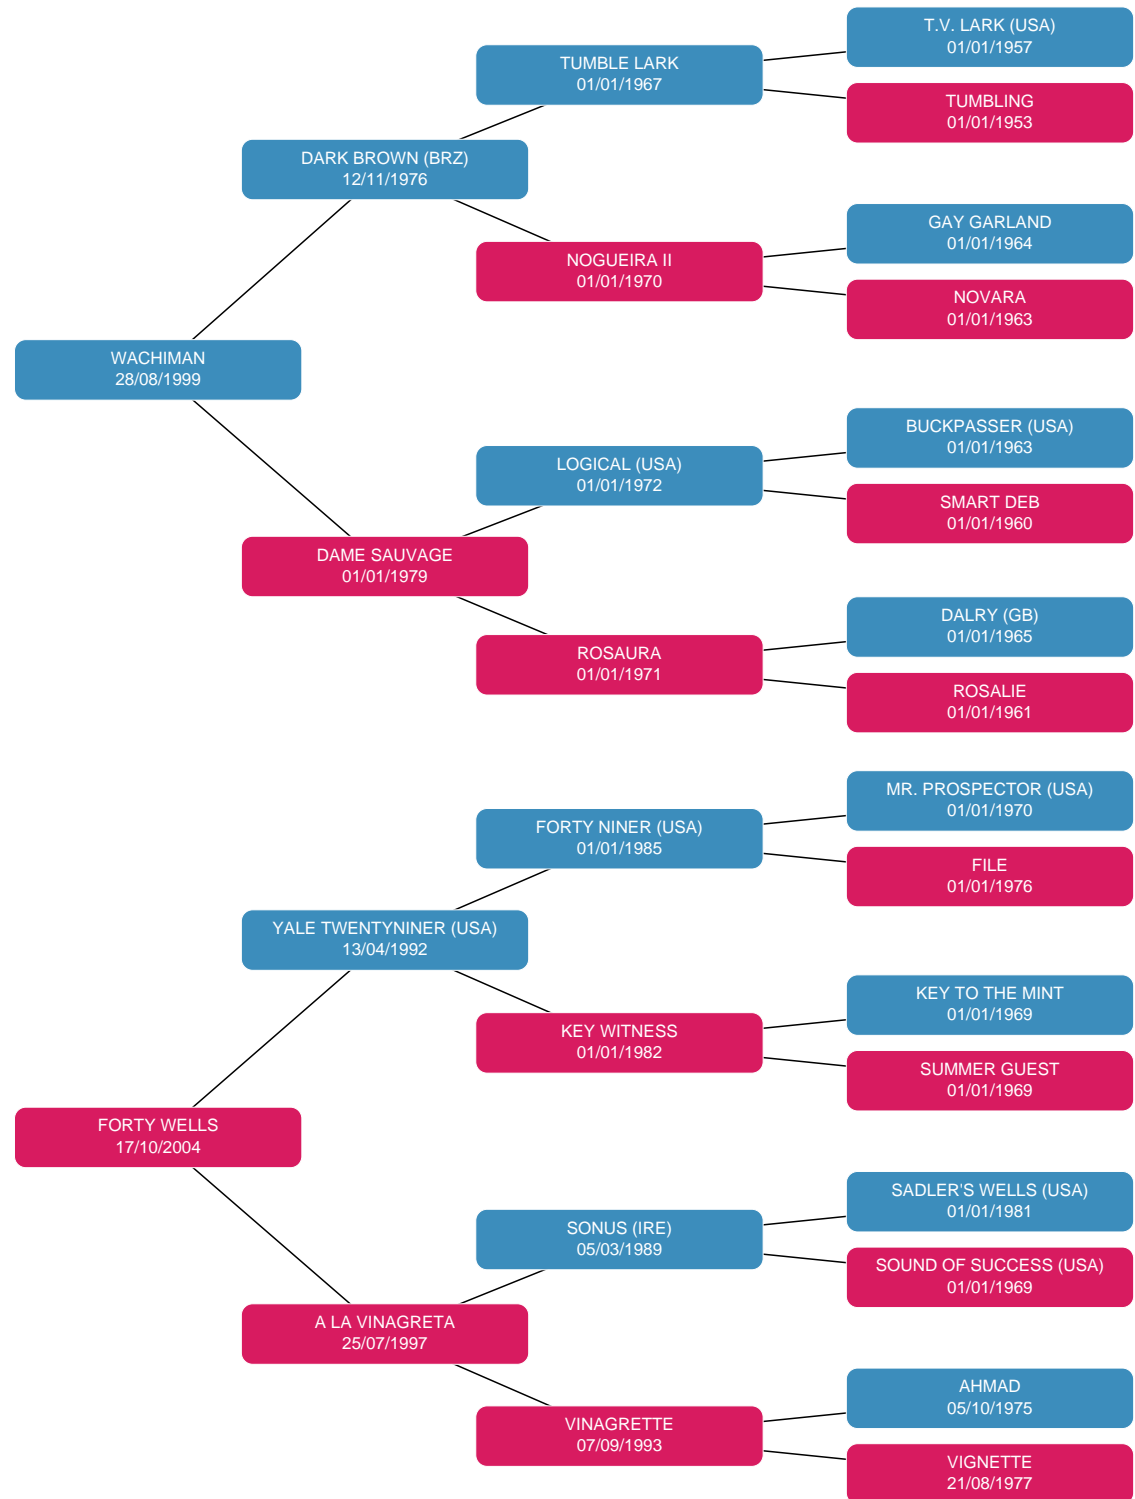 T.V. LARK (USA)
01/01/1957
TUMBLE LARK
01/01/1967
TUMBLING
01/01/1953
DARK BROWN (BRZ)
12/11/1976
GAY GARLAND
01/01/1964
NOGUEIRA II
01/01/1970
NOVARA
01/01/1963
WACHIMAN
28/08/1999
BUCKPASSER (USA)
01/01/1963
LOGICAL (USA)
01/01/1972
SMART DEB
01/01/1960
DAME SAUVAGE
01/01/1979
DALRY (GB)
01/01/1965
ROSAURA
01/01/1971
ROSALIE
01/01/1961
MR. PROSPECTOR (USA)
01/01/1970
FORTY NINER (USA)
01/01/1985
FILE
01/01/1976
YALE TWENTYNINER (USA)
13/04/1992
KEY TO THE MINT
01/01/1969
KEY WITNESS
01/01/1982
SUMMER GUEST
01/01/1969
FORTY WELLS
17/10/2004
SADLER'S WELLS (USA)
01/01/1981
SONUS (IRE)
05/03/1989
SOUND OF SUCCESS (USA)
01/01/1969
A LA VINAGRETA
25/07/1997
AHMAD
05/10/1975
VINAGRETTE
07/09/1993
VIGNETTE
21/08/1977